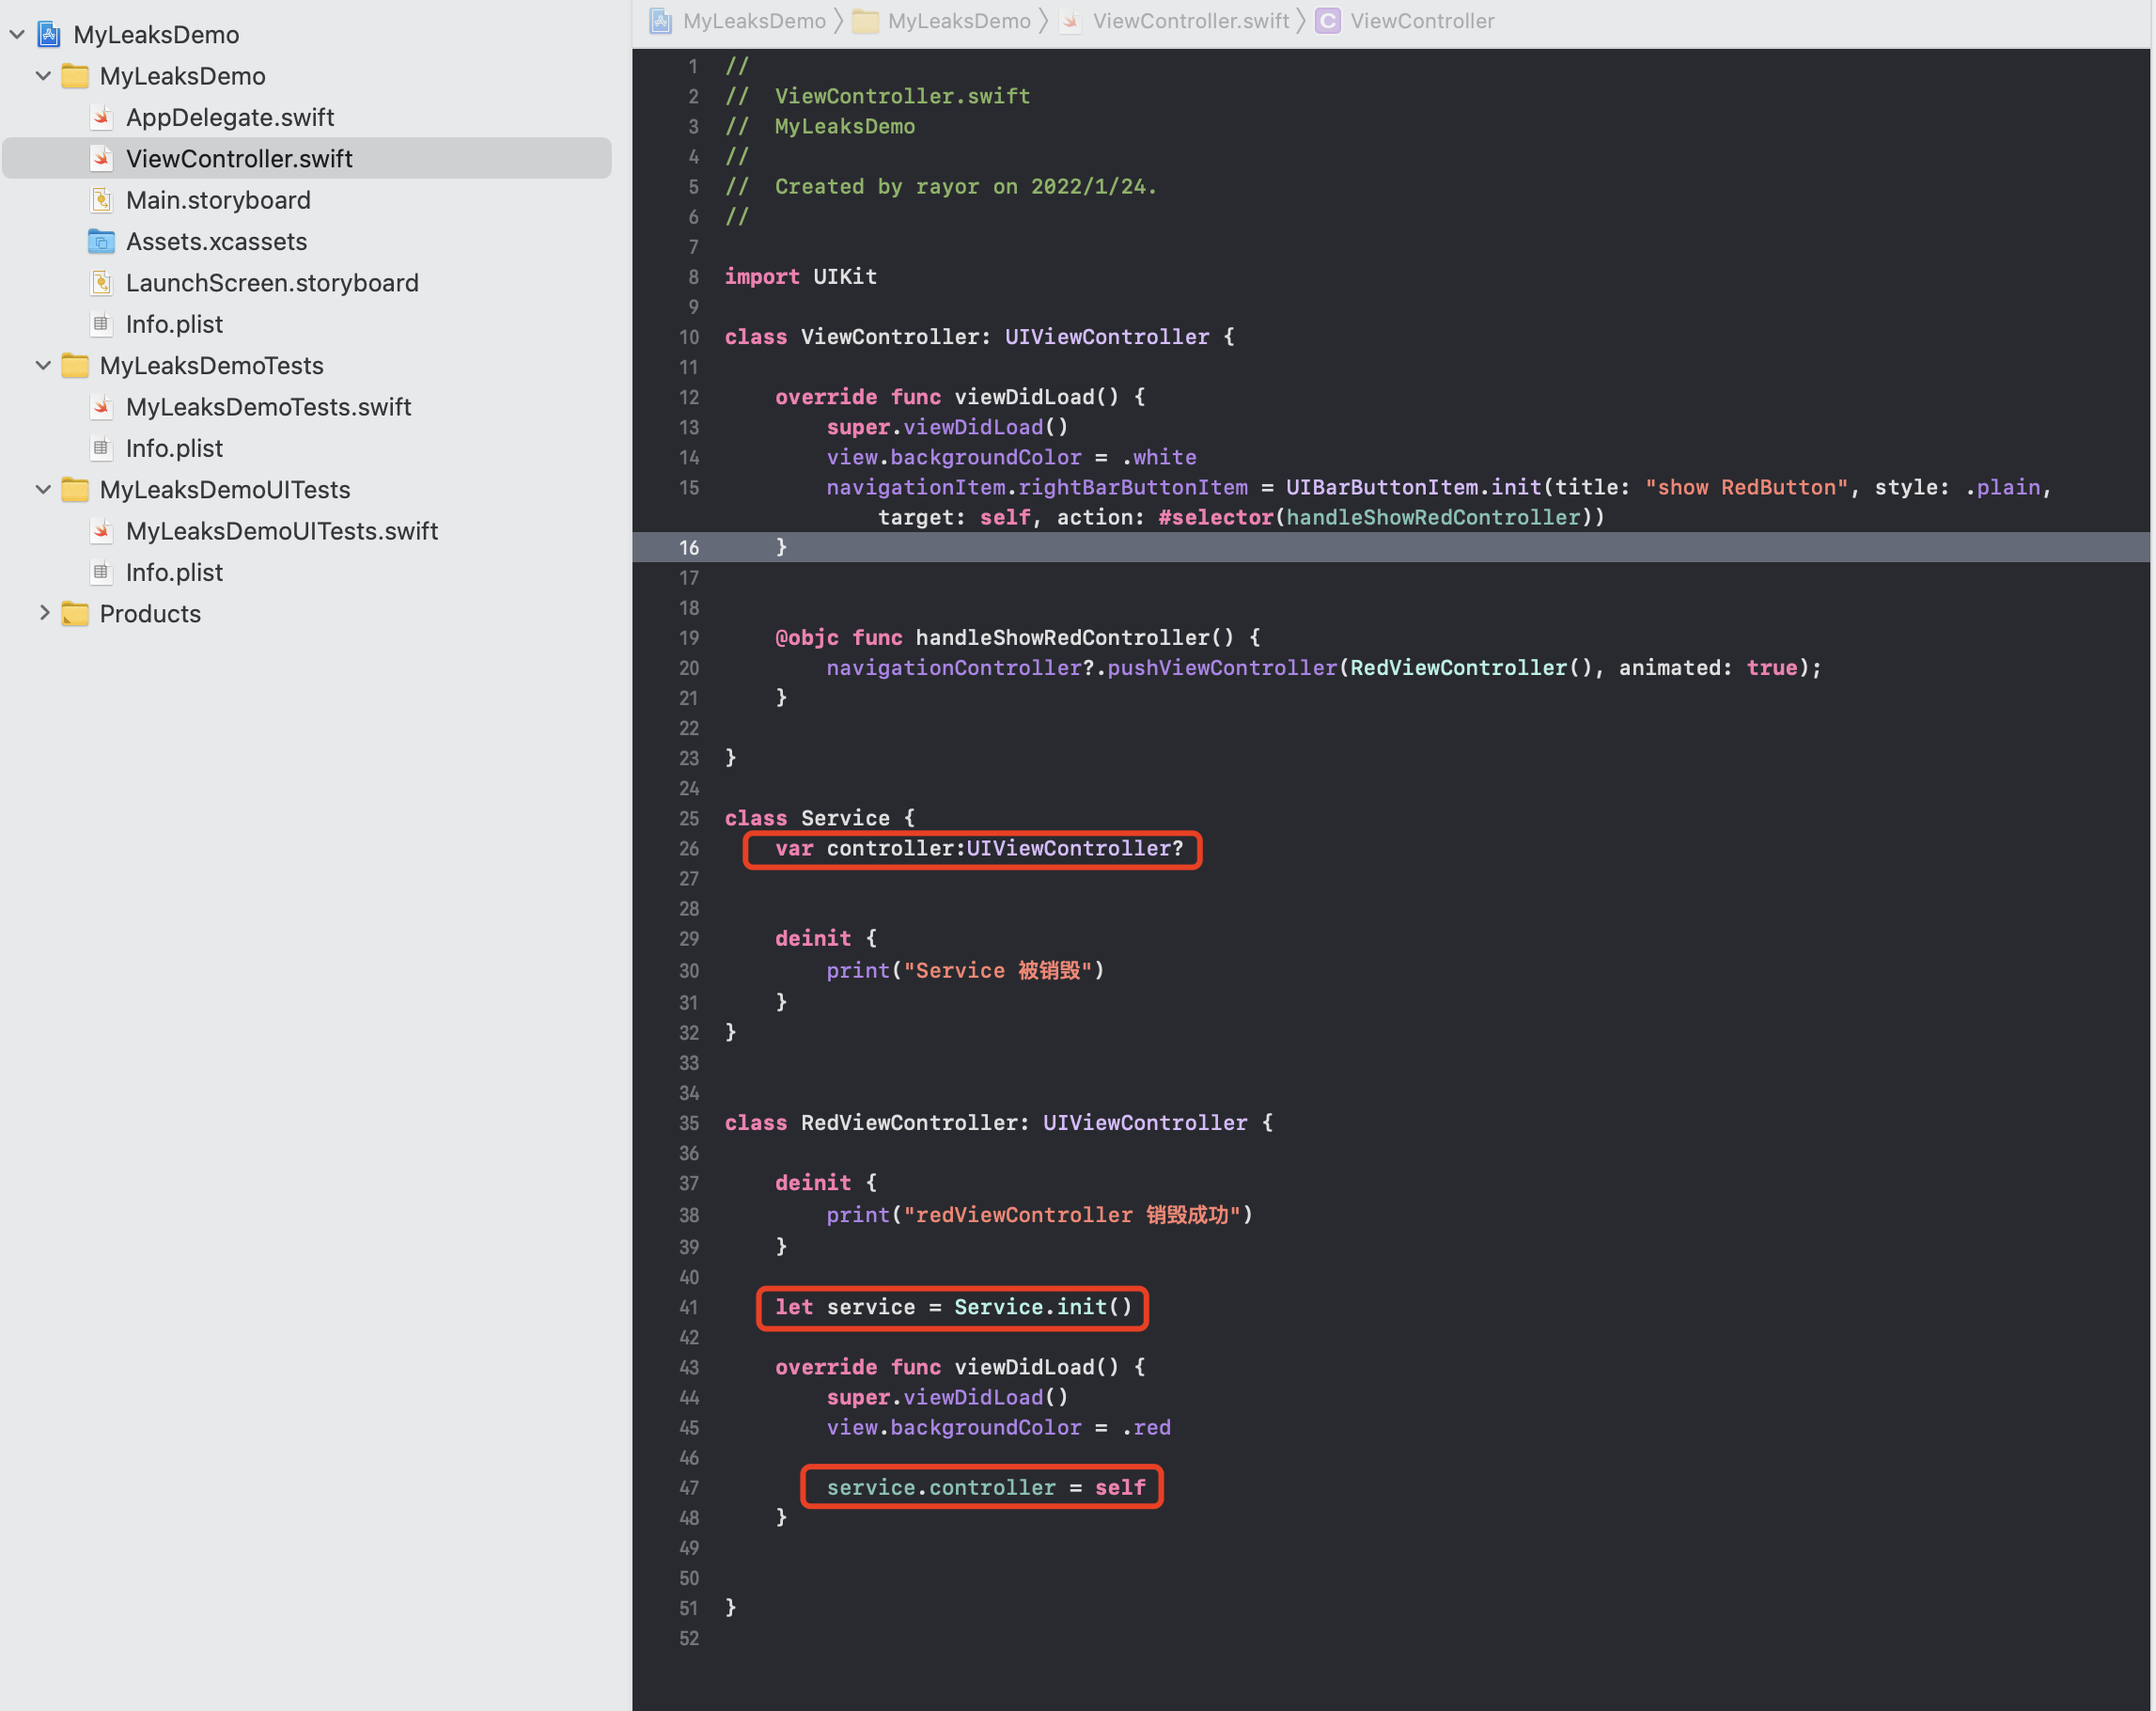 MyLeaksDemo
MyLeaksDemo
AppDelegate.swift
ViewController.swift
Main.storyboard
Assets.xcassets
LaunchScreen.storyboard
Info.plist
MyLeaksDemoTests
MyLeaksDemoTests.swift
Info.plist
MyLeaksDemoUITests
MyLeaksDemoUITests.swift
Info.plist
Products
MyLeaksDemo MyLeaksDemo ViewController.swift C ViewController
1 //
2 //  ViewController.swift
3 //  MyLeaksDemo
4 //
5 //  Created by rayor on 2022/1/24.
6 //
7
8 import UIKit
9
10 class ViewController: UIViewController {
11
12     override func viewDidLoad() {
13         super.viewDidLoad()
14         view.backgroundColor = .white
15         navigationItem.rightBarButtonItem = UIBarButtonItem.init(title: "show RedButton", style: .plain,
target: self, action: #selector(handleShowRedController))
16     }
17
18
19     @objc func handleShowRedController() {
20         navigationController?.pushViewController(RedViewController(), animated: true);
21     }
22
23 }
24
25 class Service {
26     var controller:UIViewController?
27
28
29     deinit {
30         print("Service 被销毁")
31     }
32 }
33
34
35 class RedViewController: UIViewController {
36
37     deinit {
38         print("redViewController 销毁成功")
39     }
40
41     let service = Service.init()
42
43     override func viewDidLoad() {
44         super.viewDidLoad()
45         view.backgroundColor = .red
46
47         service.controller = self
48     }
49
50
51 }
52